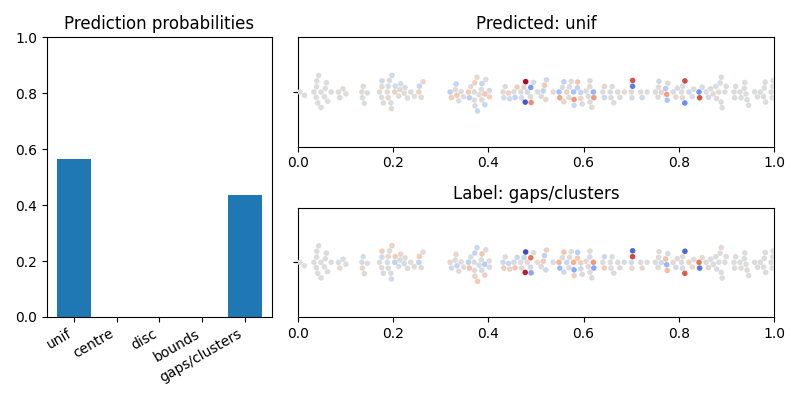 Prediction probabilities
1.0
0.8
0.6
0.4
0.2
0.0
unif
centre
disc
bounds
gaps/clusters
Predicted: unif
0.0 0.2 0.4 0.6 0.8 1.0
Label: gaps/clusters
0.0 0.2 0.4 0.6 0.8 1.0